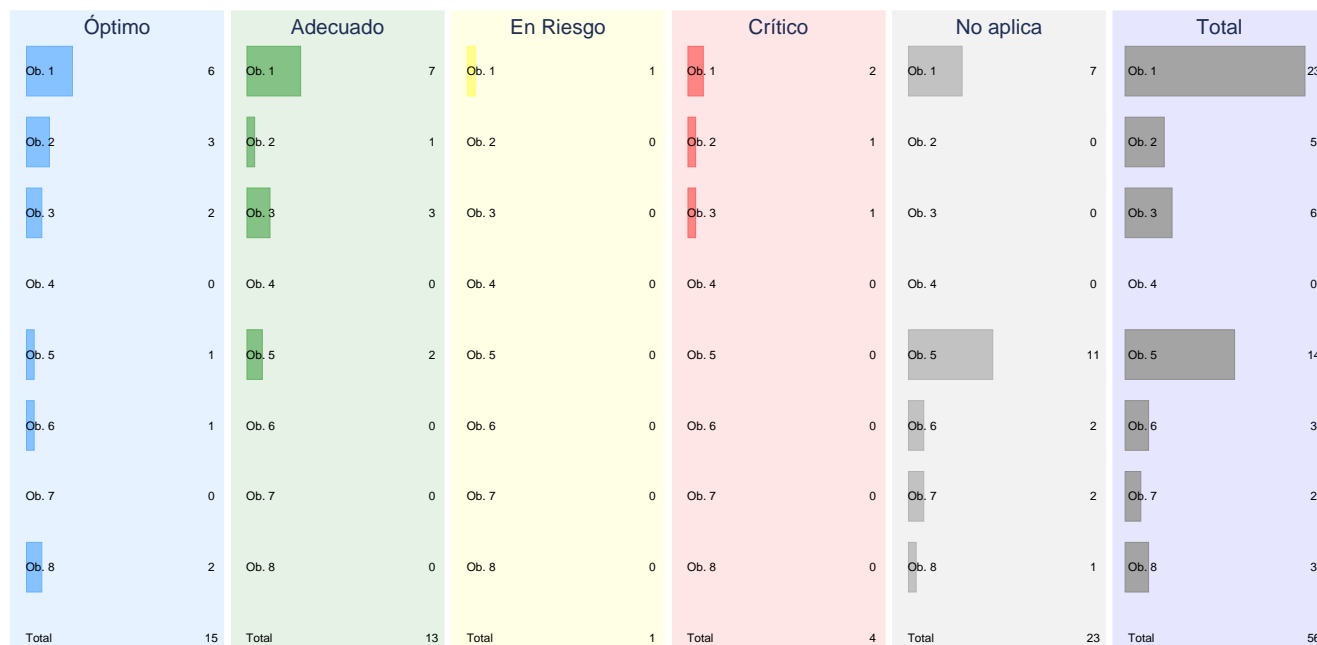 Óptimo Adecuado En Riesgo Crítico No aplica Total
Ob. 1 6 Ob. 1 7 Ob. 1 1 Ob. 1 2 Ob. 1 7 Ob. 1 23
Ob. 2 3 Ob. 2 1 Ob. 2 0 Ob. 2 1 Ob. 2 0 Ob. 2 5
Ob. 3 2 Ob. 3 3 Ob. 3 0 Ob. 3 1 Ob. 3 0 Ob. 3 6
Ob. 4 0 Ob. 4 0 Ob. 4 0 Ob. 4 0 Ob. 4 0 Ob. 4 0
Ob. 5 1 Ob. 5 2 Ob. 5 0 Ob. 5 0 Ob. 5 11 Ob. 5 14
Ob. 6 1 Ob. 6 0 Ob. 6 0 Ob. 6 0 Ob. 6 2 Ob. 6 3
Ob. 7 0 Ob. 7 0 Ob. 7 0 Ob. 7 0 Ob. 7 2 Ob. 7 2
Ob. 8 2 Ob. 8 0 Ob. 8 0 Ob. 8 0 Ob. 8 1 Ob. 8 3
Total 15 Total 13 Total 1 Total 4 Total 23 Total 56